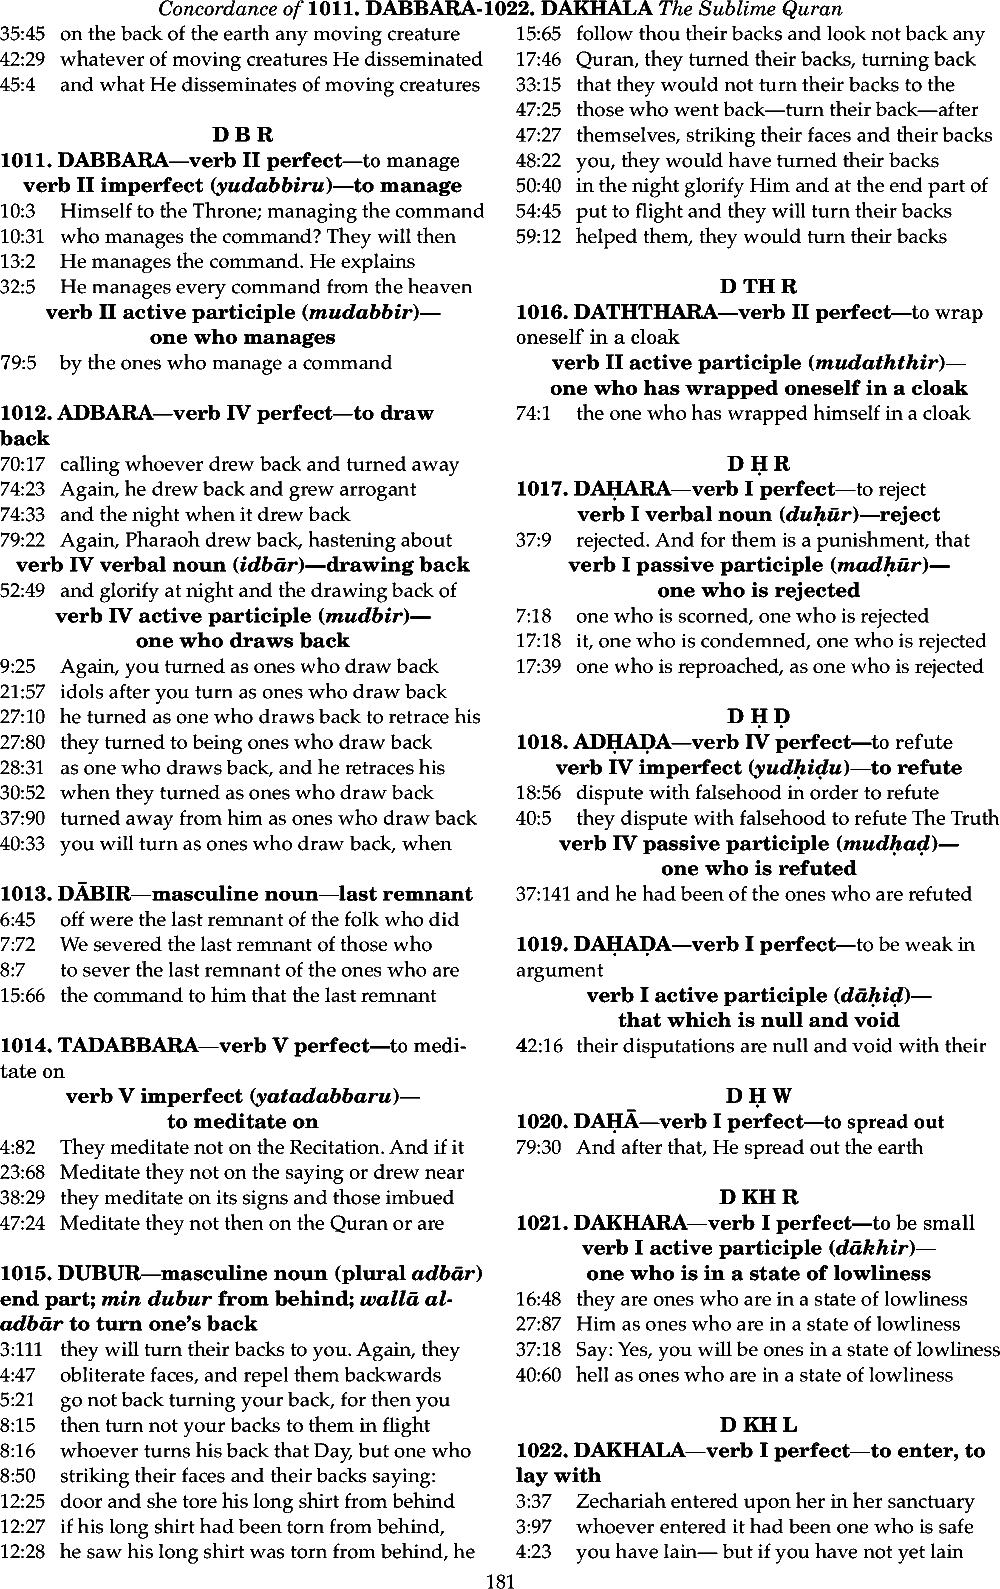 Concordance of 1011. DABBARA-1022. DAKHALA The Sublime Quran
35:45 on the back of the earth any moving creature
42:29 whatever of moving creatures He disseminated
45:4 and what He disseminates of moving creatures
D B R
1011. DABBARA—verb II perfect—to manage
verb II imperfect (yudabbiru)—to manage
10:3 Himself to the Throne; managing the command
10:31 who manages the command? They will then
13:2 He manages the command. He explains
32:5 He manages every command from the heaven
verb II active participle (mudabbir)—
one who manages
79:5 by the ones who manage a command
1012. ADBARA—verb IV perfect—to draw
back
70:17 calling whoever drew back and turned away
74:23 Again, he drew back and grew arrogant
74:33 and the night when it drew back
79:22 Again, Pharaoh drew back, hastening about
verb IV verbal noun (idbār)—drawing back
52:49 and glorify at night and the drawing back of
verb IV active participle (mudbir)—
one who draws back
9:25 Again, you turned as ones who draw back
21:57 idols after you turn as ones who draw back
27:10 he turned as one who draws back to retrace his
27:80 they turned to being ones who draw back
28:31 as one who draws back, and he retraces his
30:52 when they turned as ones who draw back
37:90 turned away from him as ones who draw back
40:33 you will turn as ones who draw back, when
1013. DĀBIR—masculine noun—last remnant
6:45 off were the last remnant of the folk who did
7:72 We severed the last remnant of those who
8:7 to sever the last remnant of the ones who are
15:66 the command to him that the last remnant
1014. TADABBARA—verb V perfect—to medi-
tate on
verb V imperfect (yatadabbaru)—
to meditate on
4:82 They meditate not on the Recitation. And if it
23:68 Meditate they not on the saying or drew near
38:29 they meditate on its signs and those imbued
47:24 Meditate they not then on the Quran or are
1015. DUBUR—masculine noun (plural adbār)
end part; min dubur from behind; wallā al-
adbār to turn one’s back
3:111 they will turn their backs to you. Again, they
4:47 obliterate faces, and repel them backwards
5:21 go not back turning your back, for then you
8:15 then turn not your backs to them in flight
8:16 whoever turns his back that Day, but one who
8:50 striking their faces and their backs saying:
12:25 door and she tore his long shirt from behind
12:27 if his long shirt had been torn from behind,
12:28 he saw his long shirt was torn from behind, he
15:65 follow thou their backs and look not back any
17:46 Quran, they turned their backs, turning back
33:15 that they would not turn their backs to the
47:25 those who went back—turn their back—after
47:27 themselves, striking their faces and their backs
48:22 you, they would have turned their backs
50:40 in the night glorify Him and at the end part of
54:45 put to flight and they will turn their backs
59:12 helped them, they would turn their backs
D TH R
1016. DATHTHARA—verb II perfect—to wrap
oneself in a cloak
verb II active participle (mudaththir)—
one who has wrapped oneself in a cloak
74:1 the one who has wrapped himself in a cloak
D Ḥ R
1017. DAḤARA—verb I perfect—to reject
verb I verbal noun (duḥūr)—reject
37:9 rejected. And for them is a punishment, that
verb I passive participle (madḥūr)—
one who is rejected
7:18 one who is scorned, one who is rejected
17:18 it, one who is condemned, one who is rejected
17:39 one who is reproached, as one who is rejected
D Ḥ Ḍ
1018. ADḤAḌA—verb IV perfect—to refute
verb IV imperfect (yudḥiḍu)—to refute
18:56 dispute with falsehood in order to refute
40:5 they dispute with falsehood to refute The Truth
verb IV passive participle (mudḥaḍ)—
one who is refuted
37:141 and he had been of the ones who are refuted
1019. DAḤAḌA—verb I perfect—to be weak in
argument
verb I active participle (dāḥiḍ)—
that which is null and void
42:16 their disputations are null and void with their
D Ḥ W
1020. DAḤĀ—verb I perfect—to spread out
79:30 And after that, He spread out the earth
D KH R
1021. DAKHARA—verb I perfect—to be small
verb I active participle (dākhir)—
one who is in a state of lowliness
16:48 they are ones who are in a state of lowliness
27:87 Him as ones who are in a state of lowliness
37:18 Say: Yes, you will be ones in a state of lowliness
40:60 hell as ones who are in a state of lowliness
D KH L
1022. DAKHALA—verb I perfect—to enter, to
lay with
3:37 Zechariah entered upon her in her sanctuary
3:97 whoever entered it had been one who is safe
4:23 you have lain— but if you have not yet lain
181